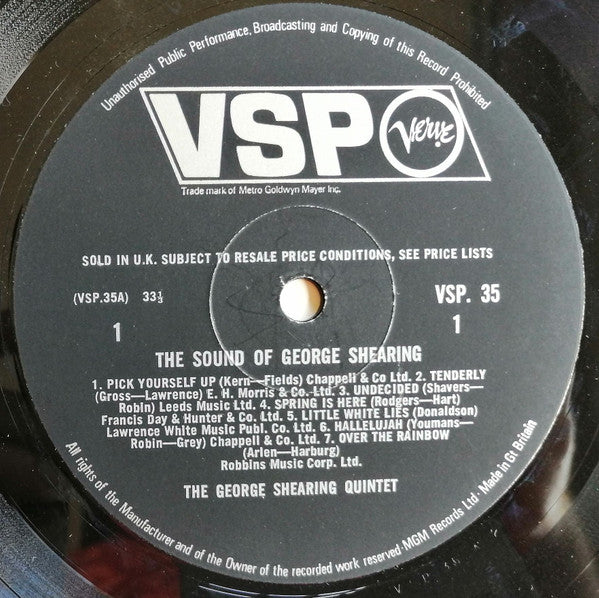 Unauthorised Public Performance, Broadcasting and Copying of this Record Prohibited
VSP Verve
Trade mark of Metro Goldwyn Mayer Inc.
SOLD IN U.K. SUBJECT TO RESALE PRICE CONDITIONS, SEE PRICE LISTS
(VSP.35A) 33⅓ VSP. 35
1 1
THE SOUND OF GEORGE SHEARING
1. PICK YOURSELF UP (Kern—Fields) Chappell & Co Ltd. 2. TENDERLY
(Gross—Lawrence) E. H. Morris & Co. Ltd. 3. UNDECIDED (Shavers—
Robin) Leeds Music Ltd. 4. SPRING IS HERE (Rodgers—Hart)
Francis Day & Hunter & Co. Ltd. 5. LITTLE WHITE LIES (Donaldson)
Lawrence White Music Publ. Co. Ltd. 6. HALLELUJAH (Youmans—
Robin—Grey) Chappell & Co. Ltd. 7. OVER THE RAINBOW
(Arlen—Harburg)
Robbins Music Corp. Ltd.
THE GEORGE SHEARING QUINTET
All rights of the Manufacturer and of the Owner of the recorded work reserved·MGM Records Ltd·Made in Gt Britain